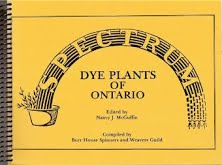 SPECTRUM
DYE PLANTS
OF
ONTARIO
Edited by
Nancy J. McGuffin
Compiled by
Burr House Spinners and Weavers Guild